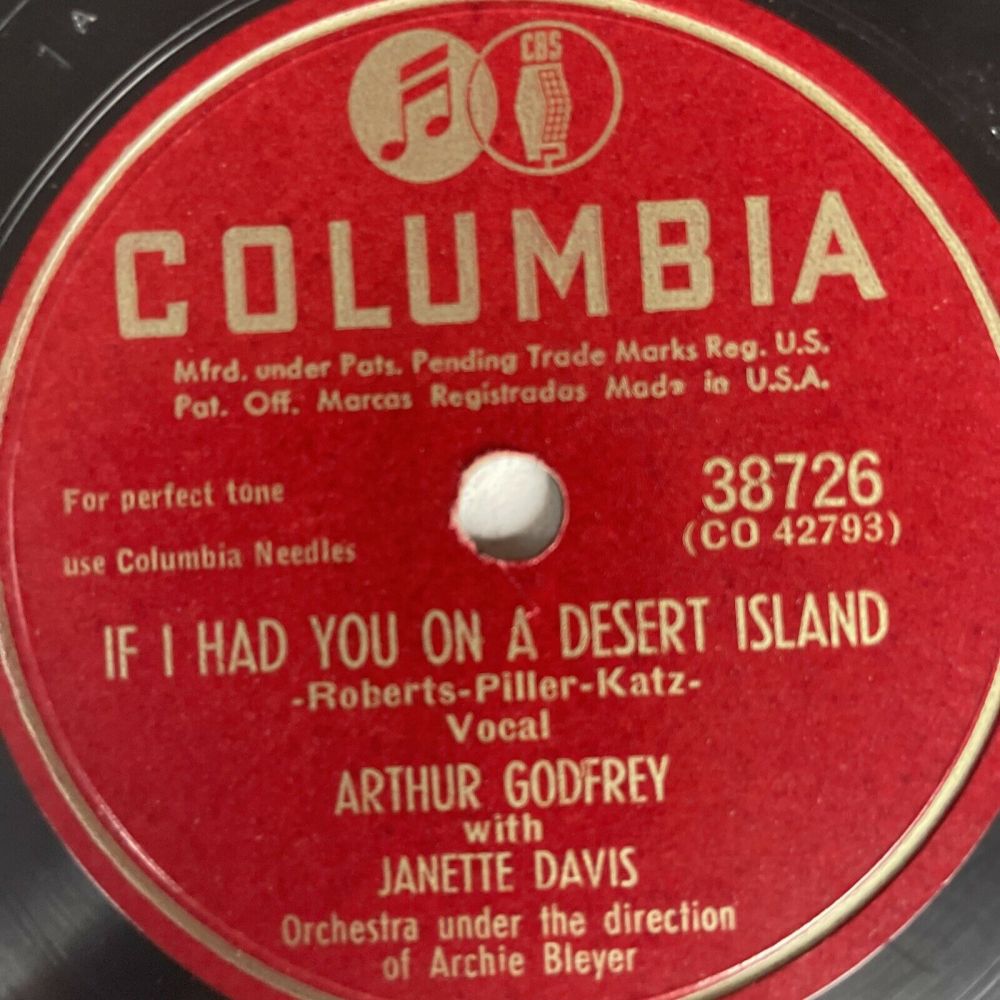 1 A
CBS
COLUMBIA
Mfrd. under Pats. Pending Trade Marks Reg. U.S.
Pat. Off. Marcas Registradas Made in U.S.A.
For perfect tone
use Columbia Needles
38726
(CO 42793)
IF I HAD YOU ON A DESERT ISLAND
-Roberts-Piller-Katz-
Vocal
ARTHUR GODFREY
with
JANETTE DAVIS
Orchestra under the direction
of Archie Bleyer